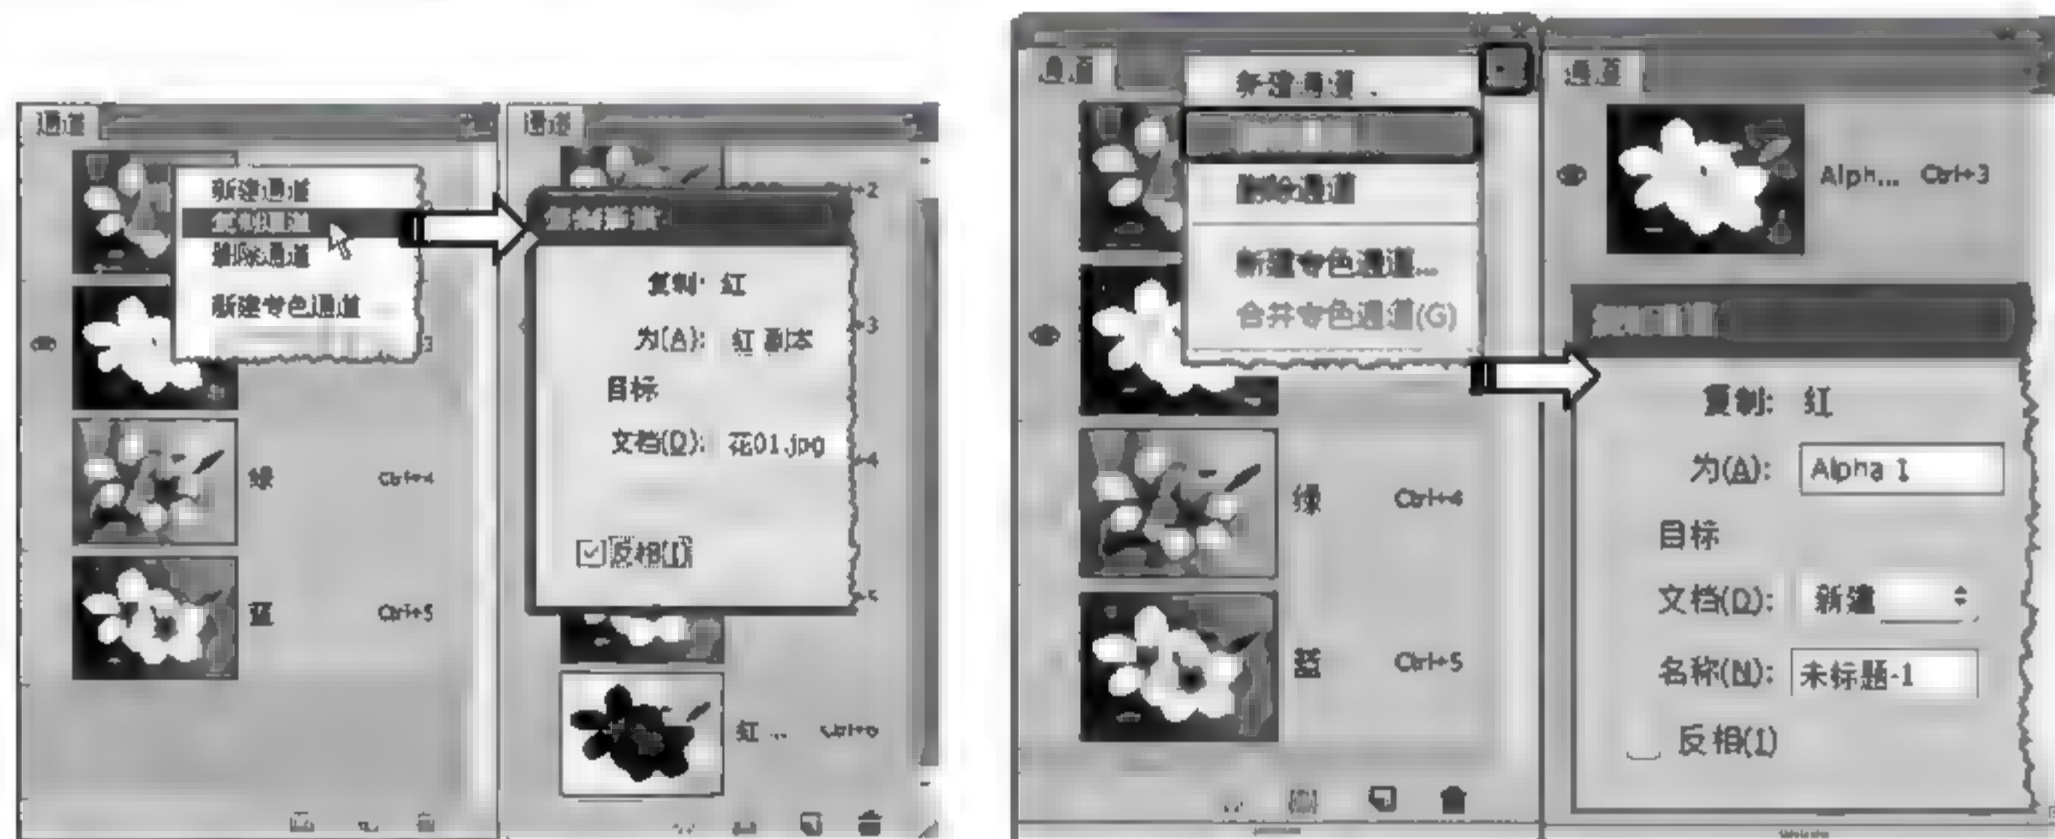 通道
新建通道
复制通道
删除通道
新建专色通道
绿 Ctrl+4
蓝 Ctrl+5
通道
复制通道
复制: 红
为(A): 红 副本
目标
文档(D): 花01.jpg
反相(I)
红 ... Ctrl+6
通道
新建通道...
删除通道
新建专色通道...
合并专色通道(G)
绿 Ctrl+4
蓝 Ctrl+5
通道
Alph... Ctrl+3
复制: 红
为(A): Alpha 1
目标
文档(D): 新建
名称(N): 未标题-1
反相(I)